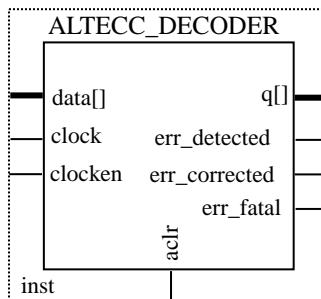 ALTECC_DECODER
data[]
q[]
clock
err_detected
clocken
err_corrected
err_fatal
aclr
inst